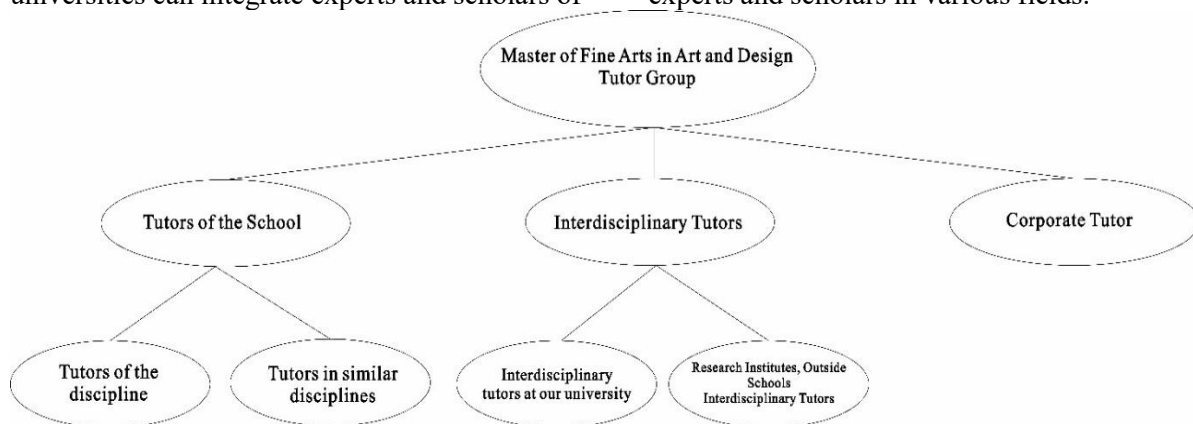 universities can integrate experts and scholars of
experts and scholars in various fields.
Master of Fine Arts in Art and Design
Tutor Group
Tutors of the School
Interdisciplinary Tutors
Corporate Tutor
Tutors of the
discipline
Tutors in similar
disciplines
Interdisciplinary
tutors at our university
Research Institutes, Outside
Schools
Interdisciplinary Tutors